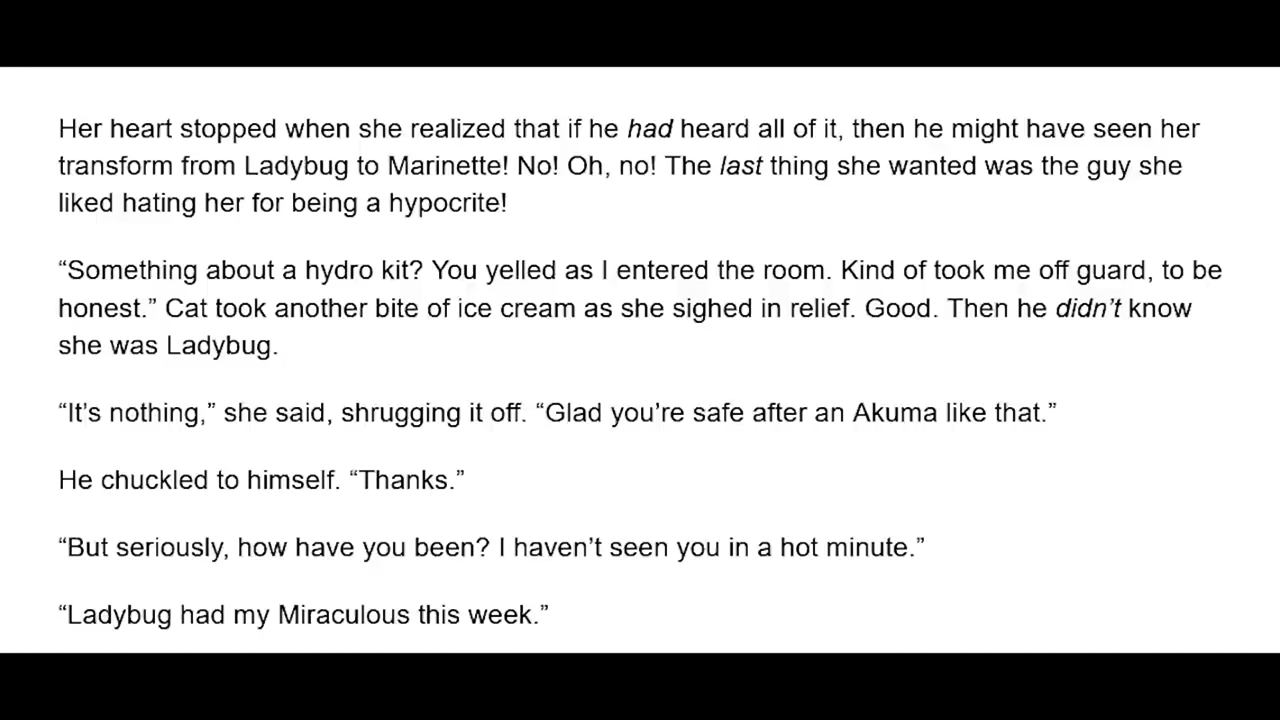 Her heart stopped when she realized that if he had heard all of it, then he might have seen her
transform from Ladybug to Marinette! No! Oh, no! The last thing she wanted was the guy she
liked hating her for being a hypocrite!
“Something about a hydro kit? You yelled as I entered the room. Kind of took me off guard, to be
honest.” Cat took another bite of ice cream as she sighed in relief. Good. Then he didn’t know
she was Ladybug.
“It’s nothing,” she said, shrugging it off. “Glad you’re safe after an Akuma like that.”
He chuckled to himself. “Thanks.”
“But seriously, how have you been? I haven’t seen you in a hot minute.”
“Ladybug had my Miraculous this week.”